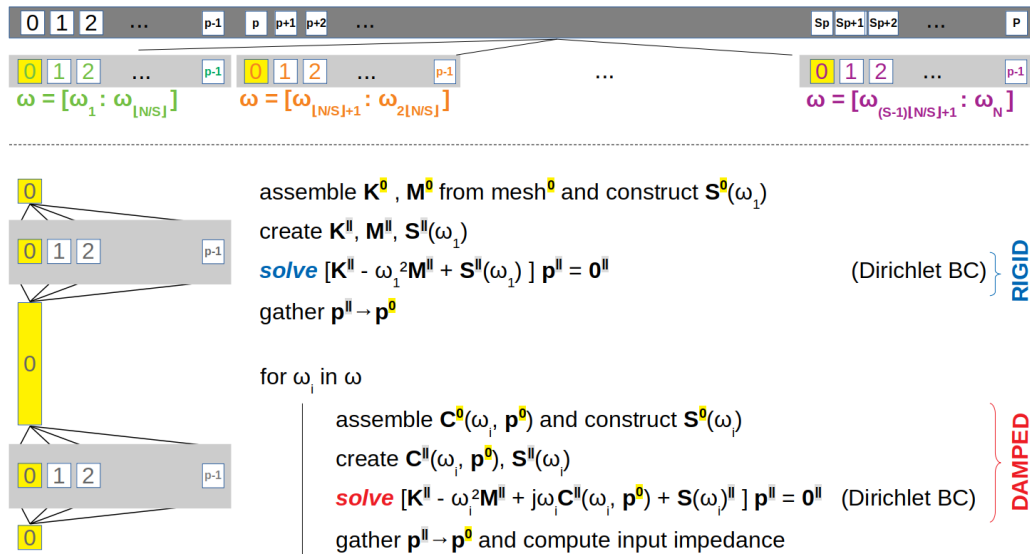 0 1 2 ... p-1 p p+1 p+2 ... Sp Sp+1 Sp+2 ... P
0 1 2 ... p-1 0 1 2 ... p-1 ... 0 1 2 ... p-1
ω = [ω₁ : ω⌊N/S⌋] ω = [ω⌊N/S⌋+1 : ω2⌊N/S⌋] ω = [ω(S-1)⌊N/S⌋+1 : ωN]
0 assemble K⁰ , M⁰ from mesh⁰ and construct S⁰(ω₁)
create K^||, M^||, S^||(ω₁)
0 1 2 p-1
solve [K^|| - ω₁²M^|| + S^||(ω₁) ] p^|| = 0^|| (Dirichlet BC) RIGID
gather p^||→p⁰
0
for ωᵢ in ω
assemble C⁰(ωᵢ, p⁰) and construct S⁰(ωᵢ)
create C^||(ωᵢ, p⁰), S^||(ωᵢ)
0 1 2 p-1
solve [K^|| - ωᵢ²M^|| + jωᵢC^||(ωᵢ, p⁰) + S(ωᵢ)^|| ] p^|| = 0^|| (Dirichlet BC) DAMPED
0 gather p^||→p⁰ and compute input impedance